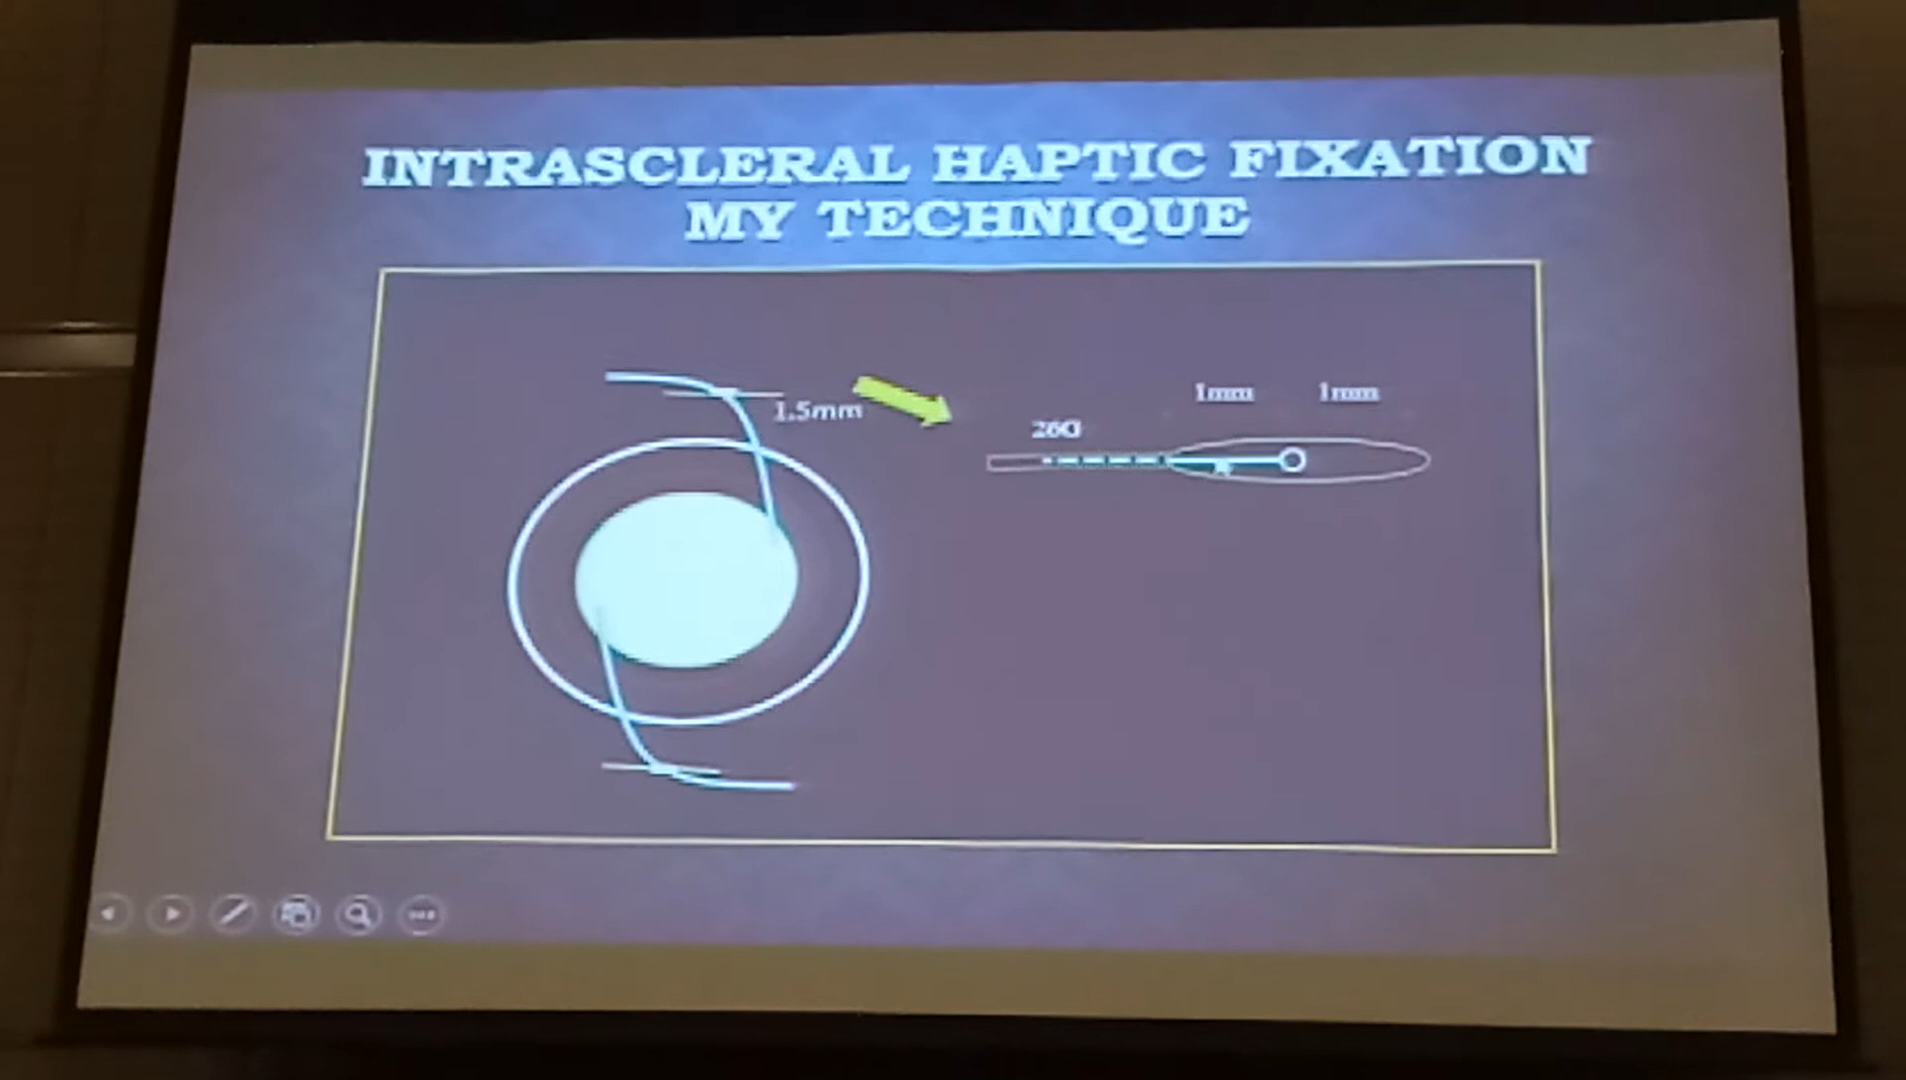 INTRASCLERAL HAPTIC FIXATION
MY TECHNIQUE
1.5mm
1mm 1mm
26G